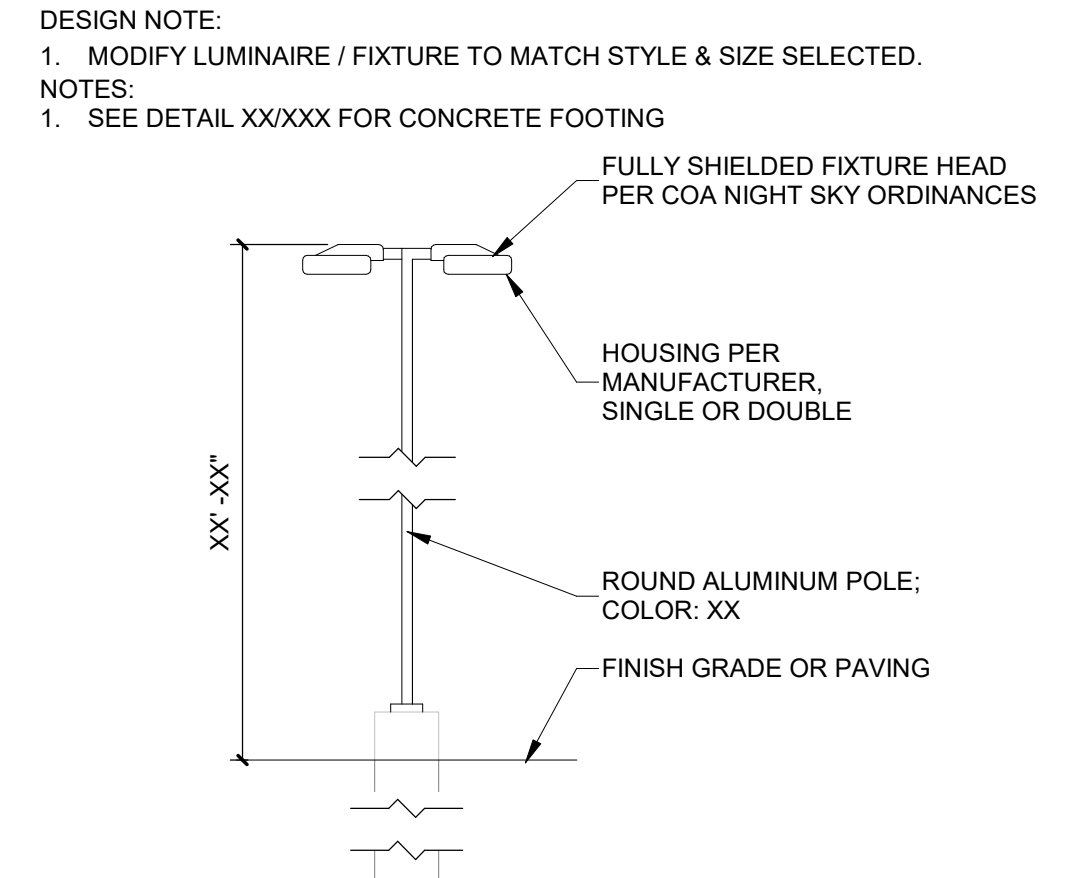 DESIGN NOTE:
1. MODIFY LUMINAIRE / FIXTURE TO MATCH STYLE & SIZE SELECTED.
NOTES:
1. SEE DETAIL XX/XXX FOR CONCRETE FOOTING
FULLY SHIELDED FIXTURE HEAD
PER COA NIGHT SKY ORDINANCES
HOUSING PER
MANUFACTURER,
SINGLE OR DOUBLE
XX' -XX"
ROUND ALUMINUM POLE;
COLOR: XX
FINISH GRADE OR PAVING